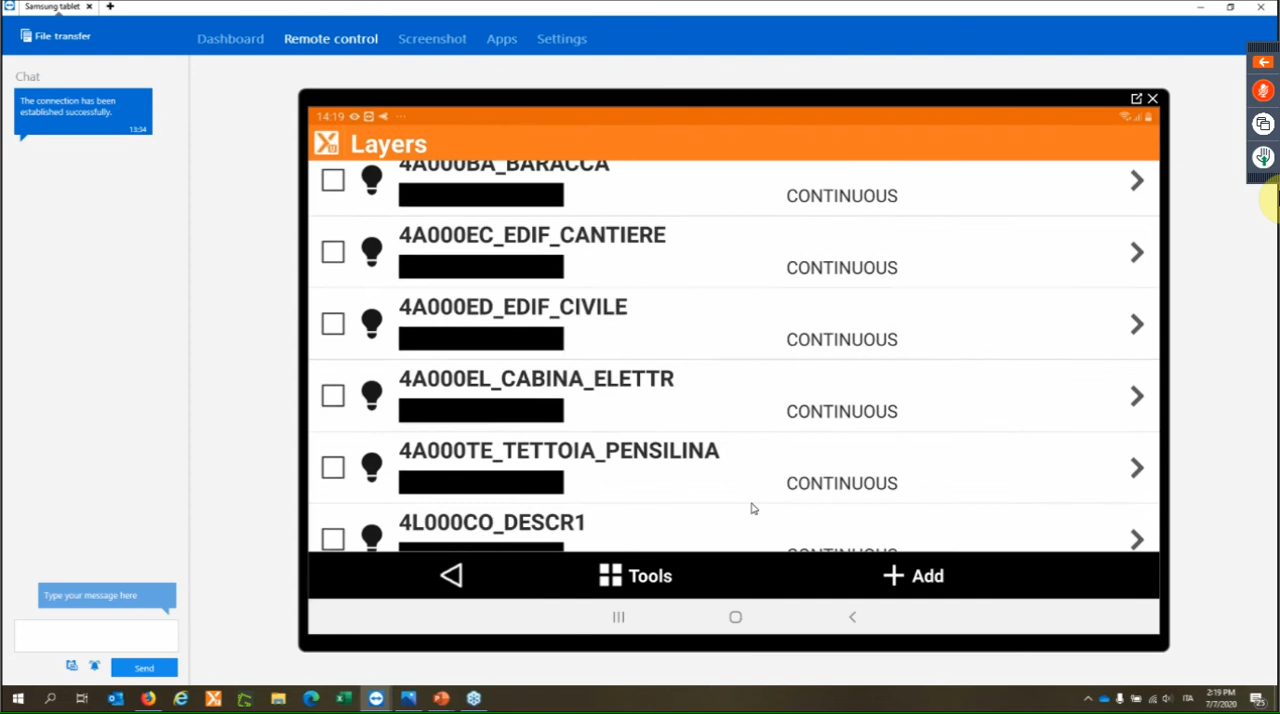 Samsung tablet
File transfer
Dashboard
Remote control
Screenshot
Apps
Settings
Chat
The connection has been
established successfully.
13:34
14:19
Layers
4A000BA_BARACCA
CONTINUOUS
4A000EC_EDIF_CANTIERE
CONTINUOUS
4A000ED_EDIF_CIVILE
CONTINUOUS
4A000EL_CABINA_ELETTR
CONTINUOUS
4A000TE_TETTOIA_PENSILINA
CONTINUOUS
4L000CO_DESCR1
CONTINUOUS
Tools
Add
Type your message here
Send
ITA
2:19 PM
7/7/2020
25